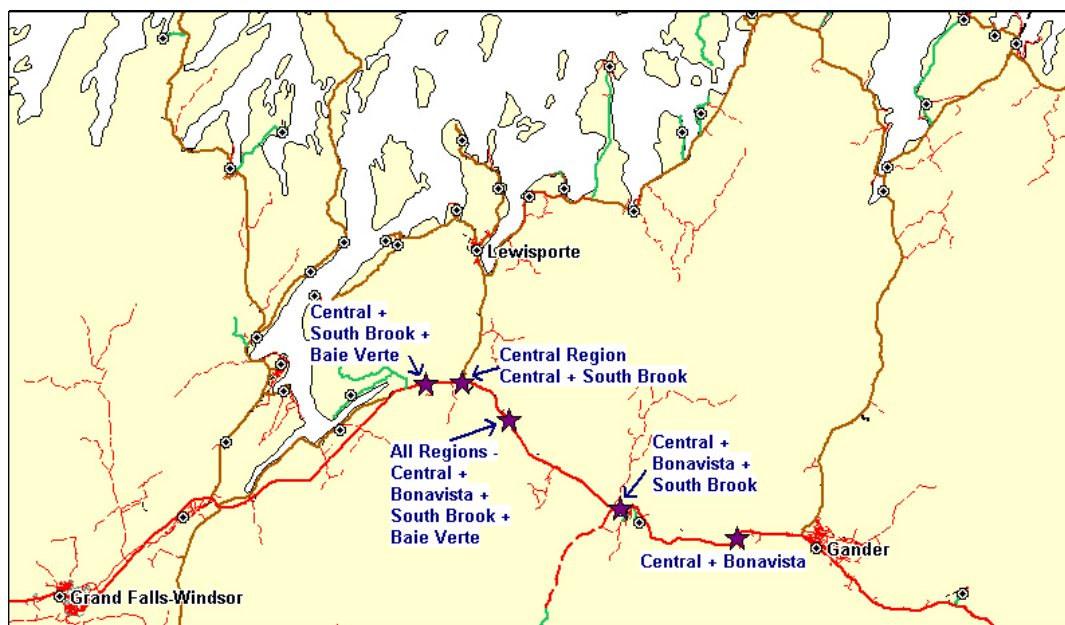 Lewisporte
Central +
South Brook +
Baie Verte
Central Region
Central + South Brook
All Regions -
Central +
Bonavista +
South Brook +
Baie Verte
Central +
Bonavista +
South Brook
Central + Bonavista
Gander
Grand Falls-Windsor